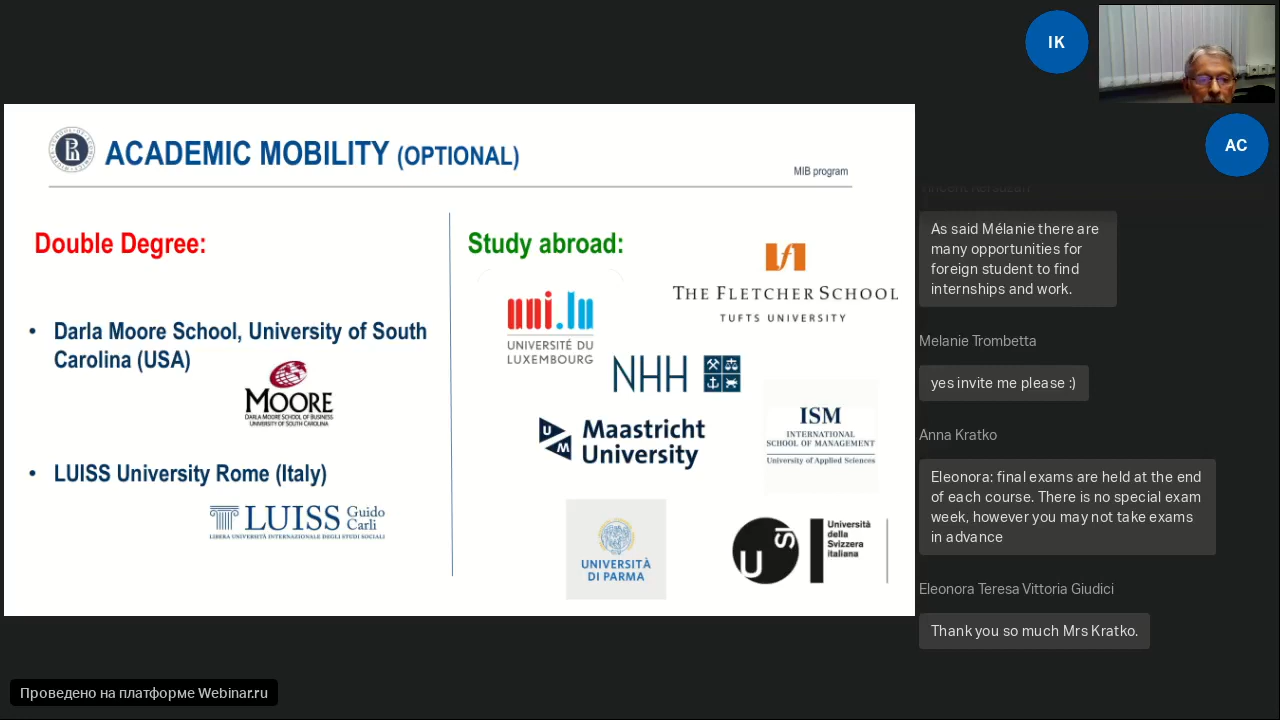 IK
AC
ACADEMIC MOBILITY (OPTIONAL)
MIB program
Double Degree:
• Darla Moore School, University of South
Carolina (USA)
MOORE
DARLA MOORE SCHOOL OF BUSINESS
UNIVERSITY OF SOUTH CAROLINA
• LUISS University Rome (Italy)
LUISS Guido
Carli
LIBERA UNIVERSITÀ INTERNAZIONALE DEGLI STUDI SOCIALI
Study abroad:
uni.lu
UNIVERSITÉ DU
LUXEMBOURG
THE FLETCHER SCHOOL
TUFTS UNIVERSITY
NHH
UM
Maastricht
University
ISM
INTERNATIONAL
SCHOOL OF MANAGEMENT
University of Applied Sciences
UNIVERSITÀ
DI PARMA
USI
Università
della
Svizzera
italiana
As said Mélanie there are
many opportunities for
foreign student to find
internships and work.
Melanie Trombetta
yes invite me please :)
Anna Kratko
Eleonora: final exams are held at the end
of each course. There is no special exam
week, however you may not take exams
in advance
Eleonora Teresa Vittoria Giudici
Thank you so much Mrs Kratko.
Проведено на платформе Webinar.ru